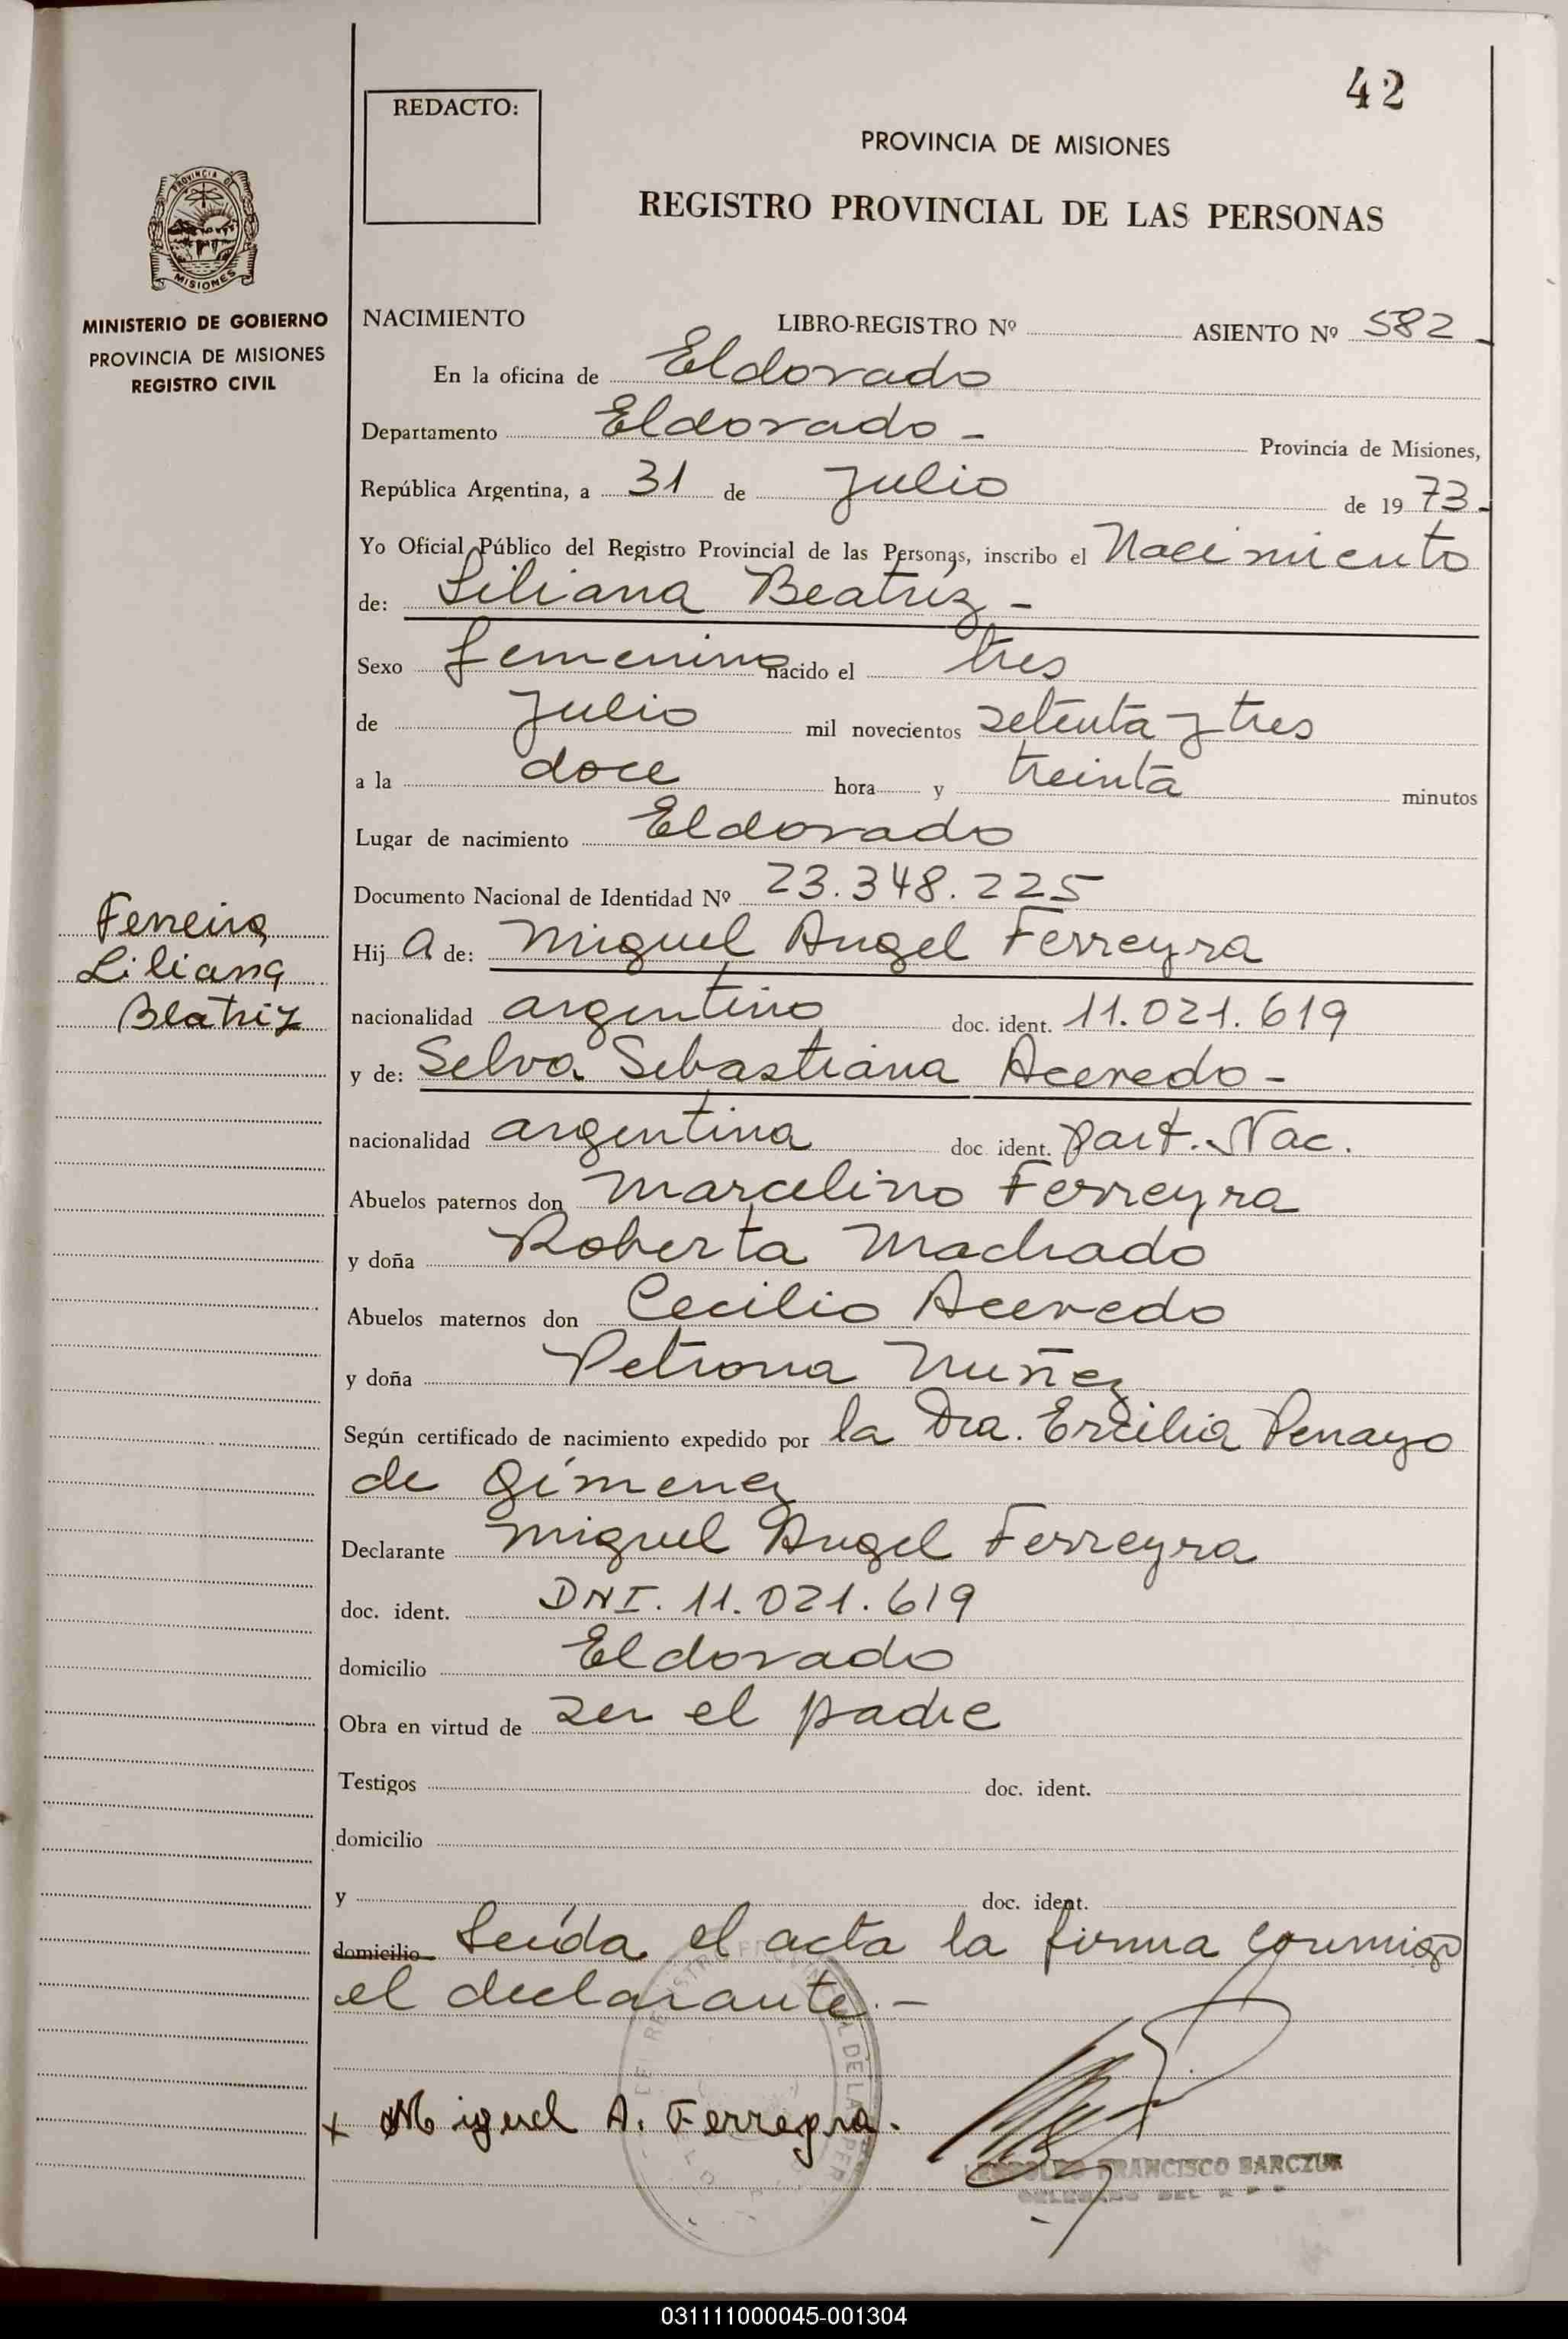 42
REDACTO:
PROVINCIA DE MISIONES
REGISTRO PROVINCIAL DE LAS PERSONAS
PROVINCIA DE
MISIONES
MINISTERIO DE GOBIERNO
PROVINCIA DE MISIONES
REGISTRO CIVIL
NACIMIENTO LIBRO-REGISTRO Nº ASIENTO Nº 582
En la oficina de Eldorado
Departamento Eldorado - Provincia de Misiones,
República Argentina, a 31 de Julio de 1973-
Yo Oficial Público del Registro Provincial de las Personas, inscribo el Nacimiento
de: Liliana Beatriz -
Sexo femenino nacido el tres
de Julio mil novecientos setenta y tres
a la doce hora y treinta minutos
Lugar de nacimiento Eldorado
Documento Nacional de Identidad Nº 23.348.225
Ferreira
Liliana
Beatriz
Hija de: Miguel Angel Ferreyra
nacionalidad argentino doc. ident. 11.021.619
y de: Selva Sebastiana Acevedo -
nacionalidad argentina doc. ident. part. Nac.
Abuelos paternos don Marcelino Ferreyra
y doña Roberta Machado
Abuelos maternos don Cecilio Acevedo
y doña Petrona Nuñez
Según certificado de nacimiento expedido por la Dra. Ercilia Penayo
de Gímenez
Declarante Miguel Angel Ferreyra
doc. ident. DNI. 11.021.619
domicilio Eldorado
Obra en virtud de ser el padre
Testigos doc. ident.
domicilio
y doc. ident.
domicilio Leída el acta la firma conmigo
el declarante.-
x Miguel A. Ferreyra.
FRANCISCO BARCZUK
031111000045-001304